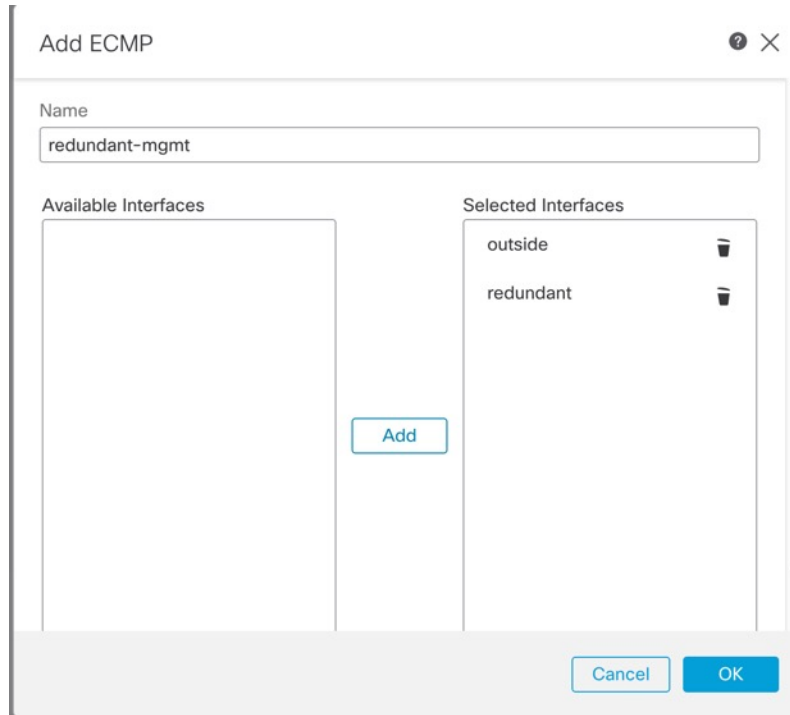 Add ECMP
Name
redundant-mgmt
Available Interfaces
Selected Interfaces
outside
redundant
Add
Cancel
OK